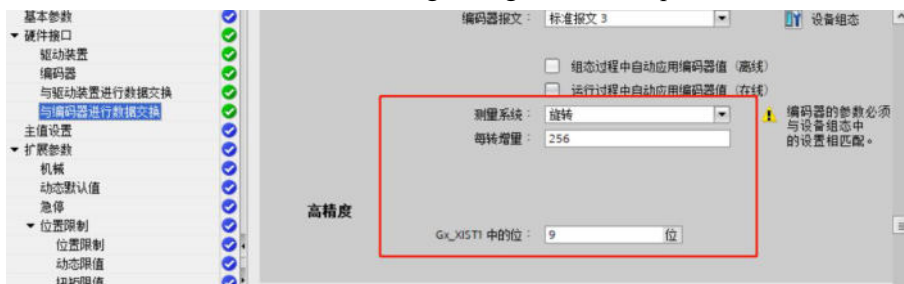 基本参数
硬件接口
驱动装置
编码器
与驱动装置进行数据交换
与编码器进行数据交换
主值设置
扩展参数
机械
动态默认值
急停
位置限制
位置限制
动态限值
扭矩限值
编码器报文： 标准报文 3
设备组态
组态过程中自动应用编码器值（离线）
运行过程中自动应用编码器值（在线）
测量系统： 旋转
每转增量： 256
编码器的参数必须
与设备组态中
的设置相匹配。
高精度
Gx_XIST1 中的位： 9 位